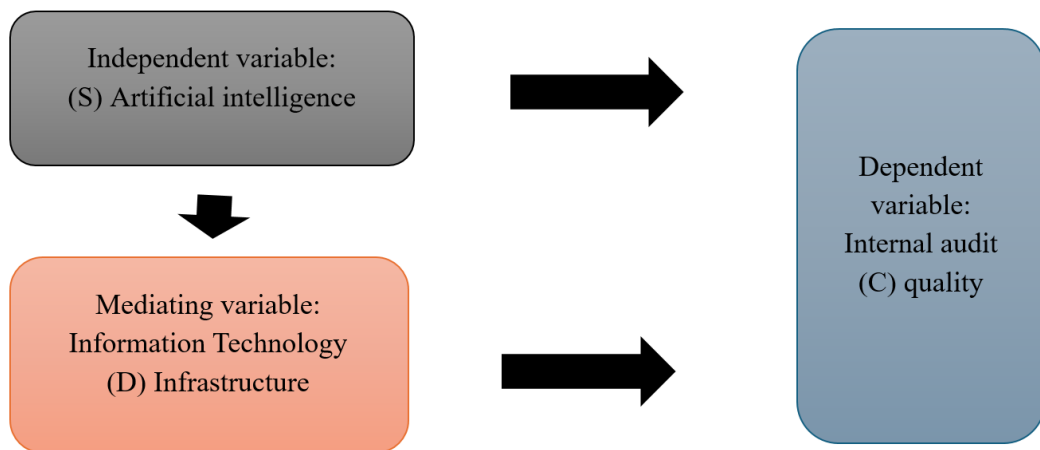 Independent variable:
(S) Artificial intelligence
Mediating variable:
Information Technology
(D) Infrastructure
Dependent
variable:
Internal audit
(C) quality